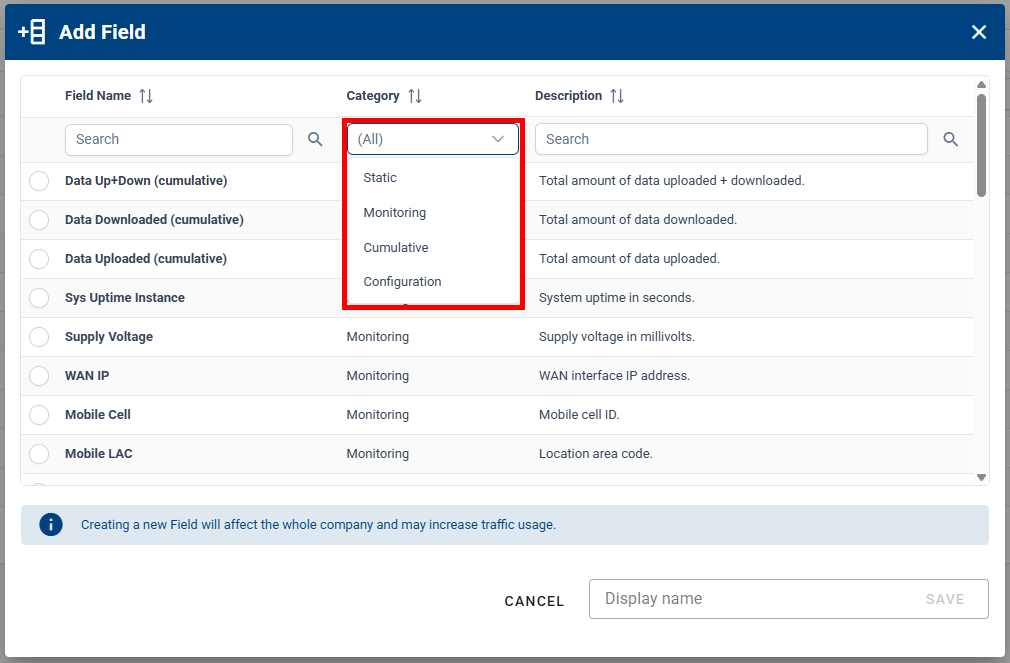 Add Field
Field Name Category Description
Search (All) Search
Static
Monitoring
Cumulative
Configuration
Data Up+Down (cumulative) Total amount of data uploaded + downloaded.
Data Downloaded (cumulative) Total amount of data downloaded.
Data Uploaded (cumulative) Total amount of data uploaded.
Sys Uptime Instance System uptime in seconds.
Supply Voltage Monitoring Supply voltage in millivolts.
WAN IP Monitoring WAN interface IP address.
Mobile Cell Monitoring Mobile cell ID.
Mobile LAC Monitoring Location area code.
Creating a new Field will affect the whole company and may increase traffic usage.
CANCEL Display name SAVE